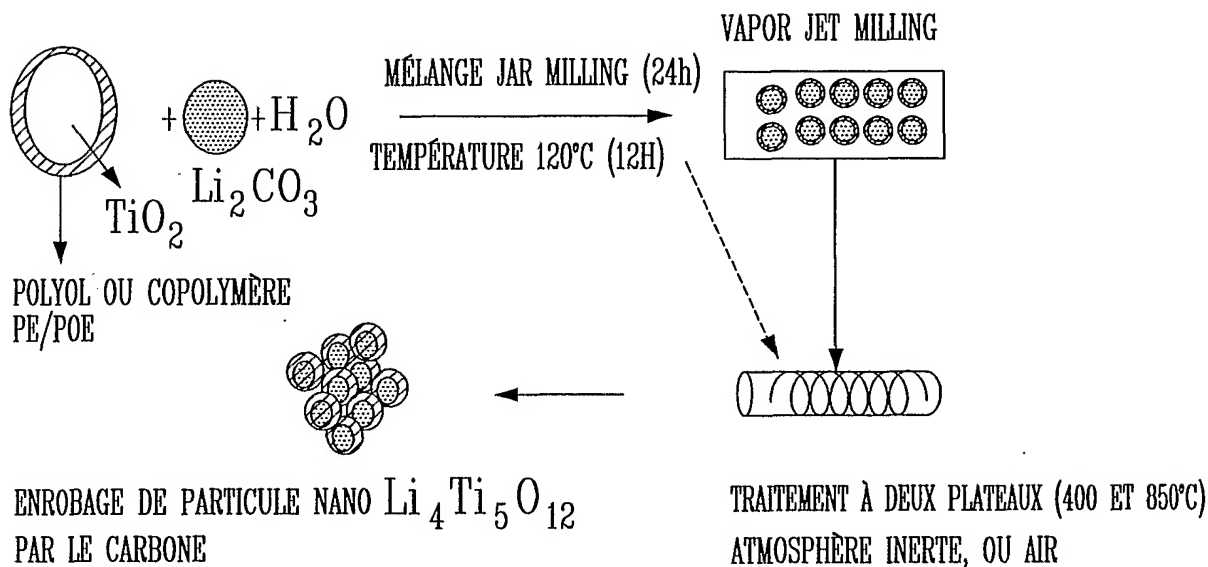 VAPOR JET MILLING
MÉLANGE JAR MILLING (24h)
+ + H₂O
TEMPÉRATURE 120°C (12H)
Li₂CO₃
TiO₂
POLYOL OU COPOLYMÈRE
PE/POE
ENROBAGE DE PARTICULE NANO Li₄Ti₅O₁₂
PAR LE CARBONE
TRAITEMENT À DEUX PLATEAUX (400 ET 850°C)
ATMOSPHÈRE INERTE, OU AIR